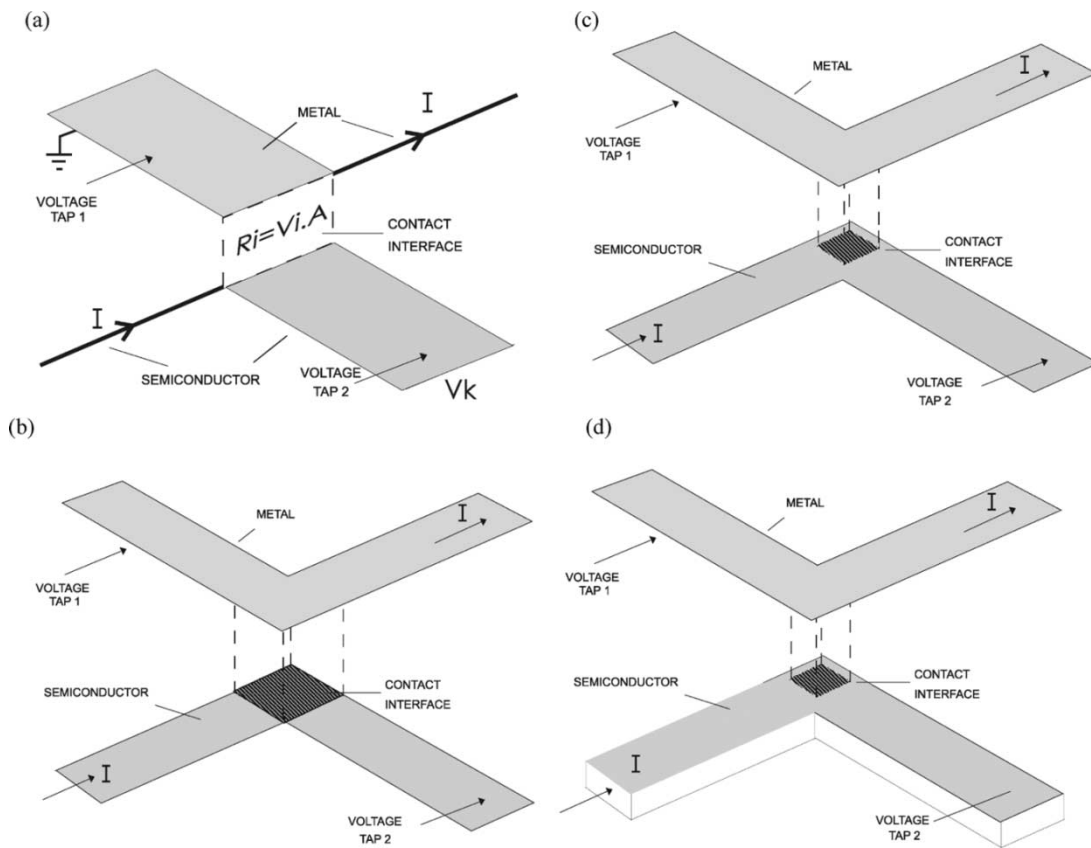 (a)
I
METAL
VOLTAGE
TAP 1
Ri=Vi.A
CONTACT
INTERFACE
I
SEMICONDUCTOR
VOLTAGE
TAP 2
Vk
(b)
I
METAL
VOLTAGE
TAP 1
SEMICONDUCTOR
CONTACT
INTERFACE
I
VOLTAGE
TAP 2
(c)
METAL
I
VOLTAGE
TAP 1
SEMICONDUCTOR
CONTACT
INTERFACE
I
VOLTAGE
TAP 2
(d)
METAL
I
VOLTAGE
TAP 1
SEMICONDUCTOR
CONTACT
INTERFACE
I
VOLTAGE
TAP 2